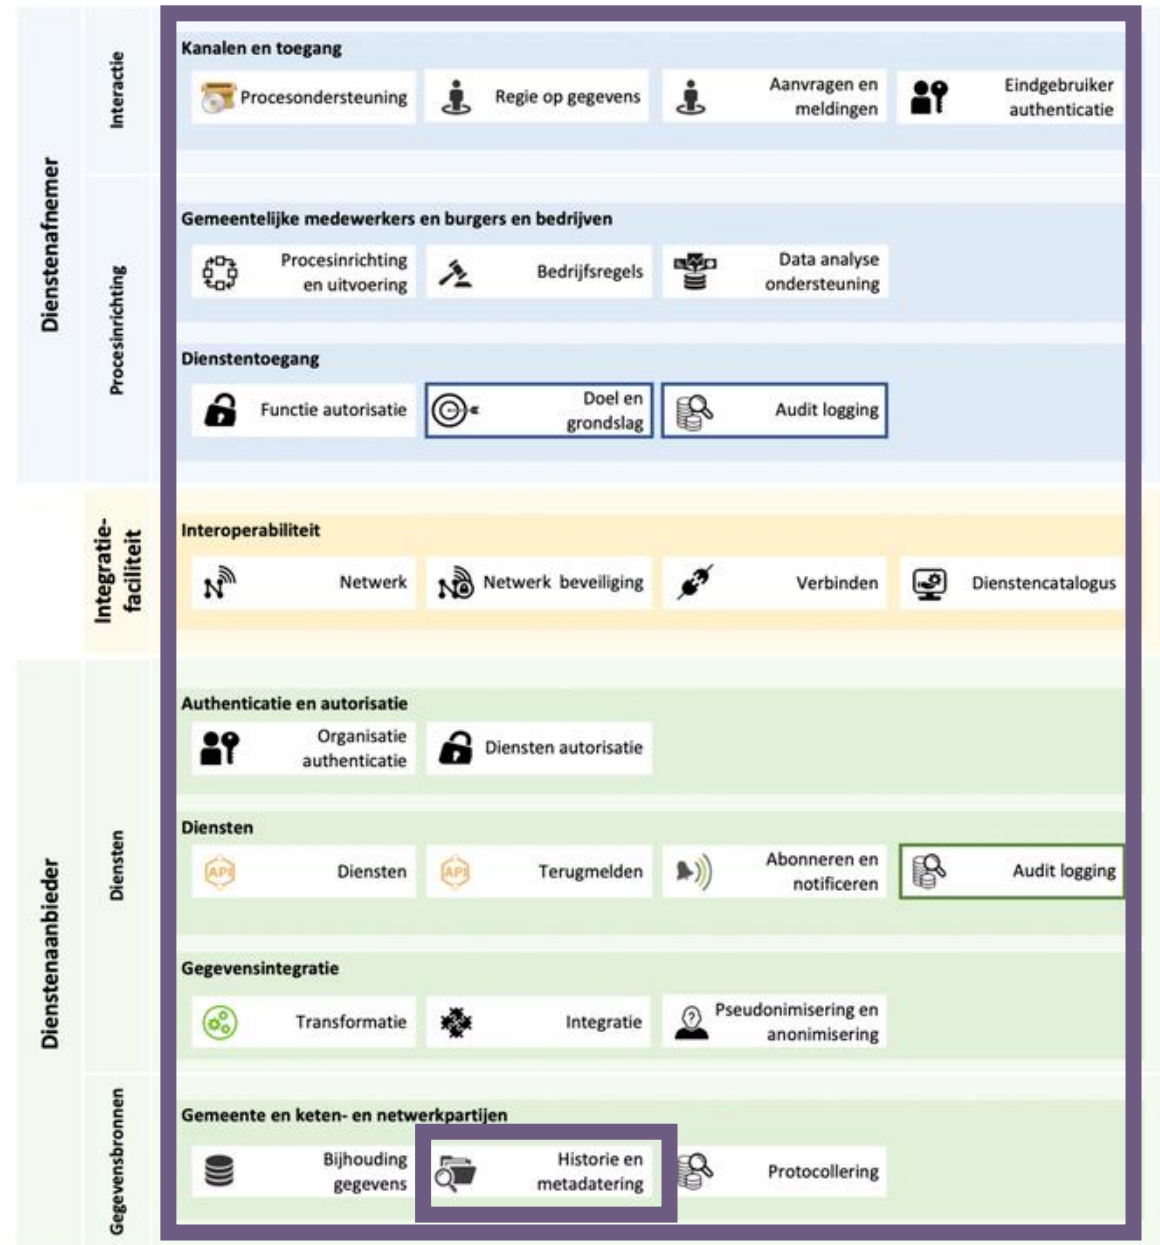 Dienstenafnemer
Interactie
Kanalen en toegang
Procesondersteuning
Regie op gegevens
Aanvragen en
meldingen
Eindgebruiker
authenticatie
Procesinrichting
Gemeentelijke medewerkers en burgers en bedrijven
Procesinrichting
en uitvoering
Bedrijfsregels
Data analyse
ondersteuning
Dienstentoegang
Functie autorisatie
Doel en
grondslag
Audit logging
Integratie-
faciliteit
Interoperabiliteit
Netwerk
Netwerk beveiliging
Verbinden
Dienstencatalogus
Dienstenaanbieder
Diensten
Authenticatie en autorisatie
Organisatie
authenticatie
Diensten autorisatie
Diensten
API
Diensten
API
Terugmelden
Abonneren en
notificeren
Audit logging
Gegevensintegratie
Transformatie
Integratie
Pseudonimisering en
anonimisering
Gegevensbronnen
Gemeente en keten- en netwerkpartijen
Bijhouding
gegevens
Historie en
metadatering
Protocollering